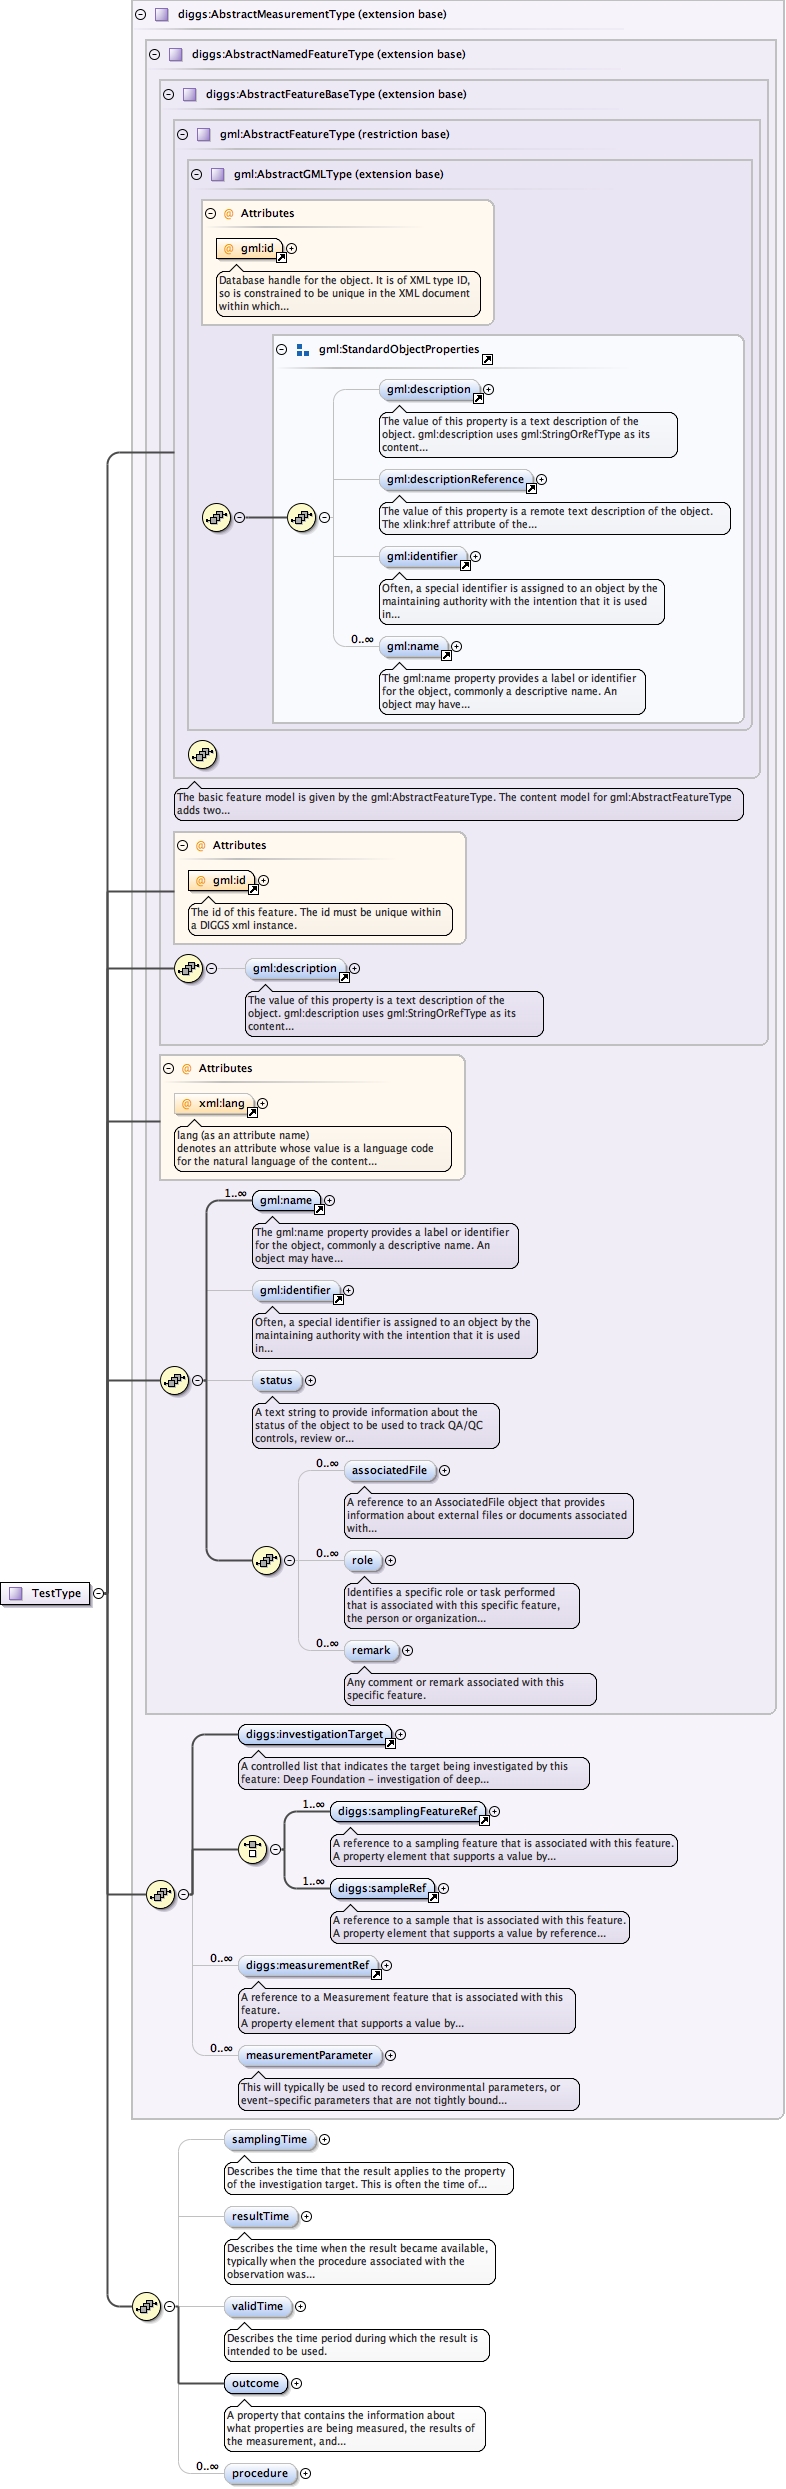 diggs:AbstractMeasurementType (extension base)
diggs:AbstractNamedFeatureType (extension base)
diggs:AbstractFeatureBaseType (extension base)
gml:AbstractFeatureType (restriction base)
gml:AbstractGMLType (extension base)
@ Attributes
@ gml:id
Database handle for the object. It is of XML type ID,
so is constrained to be unique in the XML document
within which...
gml:StandardObjectProperties
gml:description
The value of this property is a text description of the
object. gml:description uses gml:StringOrRefType as its
content...
gml:descriptionReference
The value of this property is a remote text description of the object.
The xlink:href attribute of the...
gml:identifier
Often, a special identifier is assigned to an object by the
maintaining authority with the intention that it is used
in...
0..∞
gml:name
The gml:name property provides a label or identifier
for the object, commonly a descriptive name. An
object may have...
The basic feature model is given by the gml:AbstractFeatureType. The content model for gml:AbstractFeatureType
adds two...
@ Attributes
@ gml:id
The id of this feature. The id must be unique within
a DIGGS xml instance.
gml:description
The value of this property is a text description of the
object. gml:description uses gml:StringOrRefType as its
content...
@ Attributes
@ xml:lang
lang (as an attribute name)
denotes an attribute whose value is a language code
for the natural language of the content...
1..∞
gml:name
The gml:name property provides a label or identifier
for the object, commonly a descriptive name. An
object may have...
gml:identifier
Often, a special identifier is assigned to an object by the
maintaining authority with the intention that it is used
in...
status
A text string to provide information about the
status of the object to be used to track QA/QC
controls, review or...
0..∞
associatedFile
A reference to an AssociatedFile object that provides
information about external files or documents associated
with...
0..∞
role
Identifies a specific role or task performed
that is associated with this specific feature,
the person or organization...
TestType
0..∞
remark
Any comment or remark associated with this
specific feature.
diggs:investigationTarget
A controlled list that indicates the target being investigated by this
feature: Deep Foundation - investigation of deep...
1..∞
diggs:samplingFeatureRef
A reference to a sampling feature that is associated with this feature.
A property element that supports a value by...
1..∞
diggs:sampleRef
A reference to a sample that is associated with this feature.
A property element that supports a value by reference...
0..∞
diggs:measurementRef
A reference to a Measurement feature that is associated with this
feature.
A property element that supports a value by...
0..∞
measurementParameter
This will typically be used to record environmental parameters, or
event-specific parameters that are not tightly bound...
samplingTime
Describes the time that the result applies to the property
of the investigation target. This is often the time of...
resultTime
Describes the time when the result became available,
typically when the procedure associated with the
observation was...
validTime
Describes the time period during which the result is
intended to be used.
outcome
A property that contains the information about
what properties are being measured, the results of
the measurement, and...
0..∞
procedure